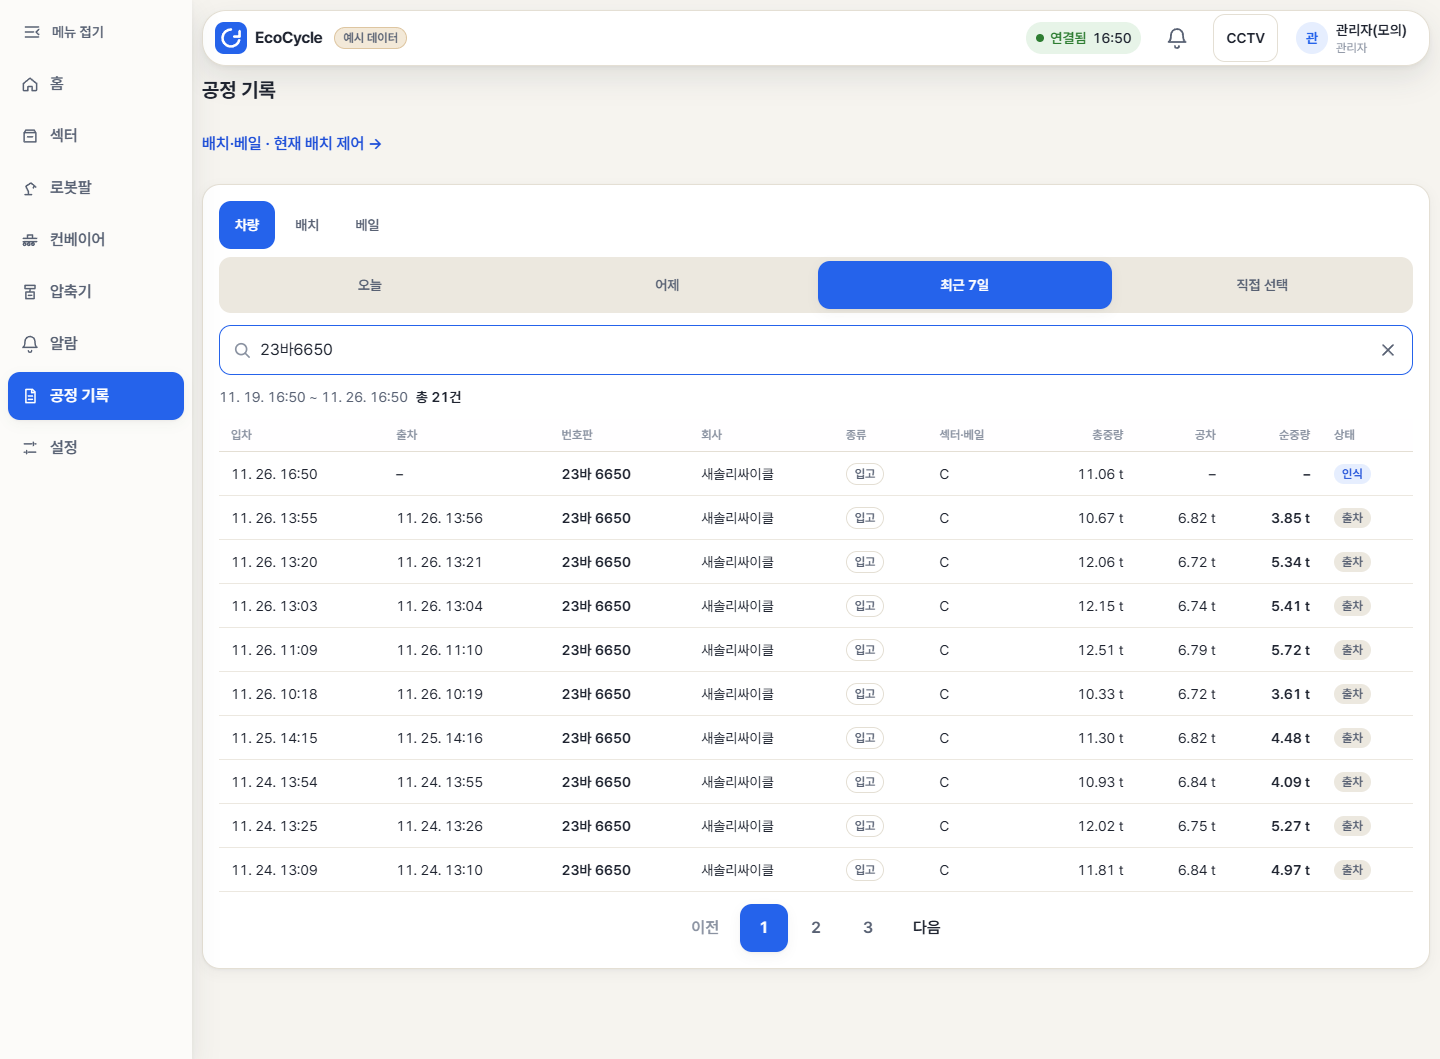 메뉴 접기
홈
섹터
로봇팔
컨베이어
압축기
알람
공정 기록
설정
EcoCycle 예시 데이터 연결됨 16:50 CCTV 관 관리자(모의)
관리자
공정 기록
배치·베일 · 현재 배치 제어 →
차량 배치 베일
오늘 어제 최근 7일 직접 선택
23바6650
11. 19. 16:50 ~ 11. 26. 16:50 총 21건
입차 출차 번호판 회사 종류 섹터·베일 총중량 공차 순중량 상태
11. 26. 16:50 – 23바 6650 새솔리싸이클 입고 C 11.06 t – – 인식
11. 26. 13:55 11. 26. 13:56 23바 6650 새솔리싸이클 입고 C 10.67 t 6.82 t 3.85 t 출차
11. 26. 13:20 11. 26. 13:21 23바 6650 새솔리싸이클 입고 C 12.06 t 6.72 t 5.34 t 출차
11. 26. 13:03 11. 26. 13:04 23바 6650 새솔리싸이클 입고 C 12.15 t 6.74 t 5.41 t 출차
11. 26. 11:09 11. 26. 11:10 23바 6650 새솔리싸이클 입고 C 12.51 t 6.79 t 5.72 t 출차
11. 26. 10:18 11. 26. 10:19 23바 6650 새솔리싸이클 입고 C 10.33 t 6.72 t 3.61 t 출차
11. 25. 14:15 11. 25. 14:16 23바 6650 새솔리싸이클 입고 C 11.30 t 6.82 t 4.48 t 출차
11. 24. 13:54 11. 24. 13:55 23바 6650 새솔리싸이클 입고 C 10.93 t 6.84 t 4.09 t 출차
11. 24. 13:25 11. 24. 13:26 23바 6650 새솔리싸이클 입고 C 12.02 t 6.75 t 5.27 t 출차
11. 24. 13:09 11. 24. 13:10 23바 6650 새솔리싸이클 입고 C 11.81 t 6.84 t 4.97 t 출차
이전 1 2 3 다음